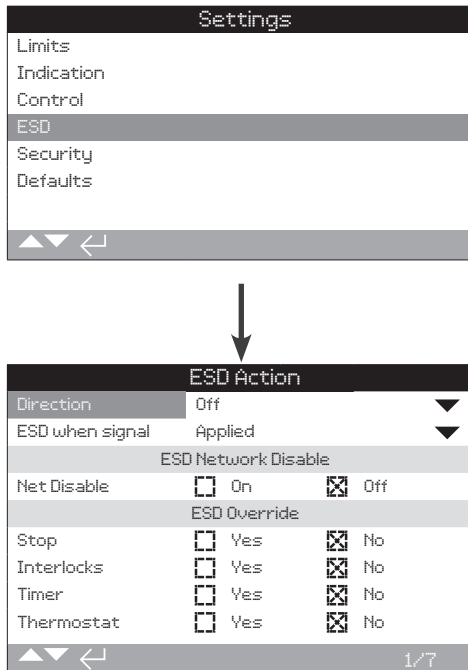 Settings
Limits
Indication
Control
ESD
Security
Defaults
ESD Action
Direction Off
ESD when signal Applied
ESD Network Disable
Net Disable On Off
ESD Override
Stop Yes No
Interlocks Yes No
Timer Yes No
Thermostat Yes No
1/7